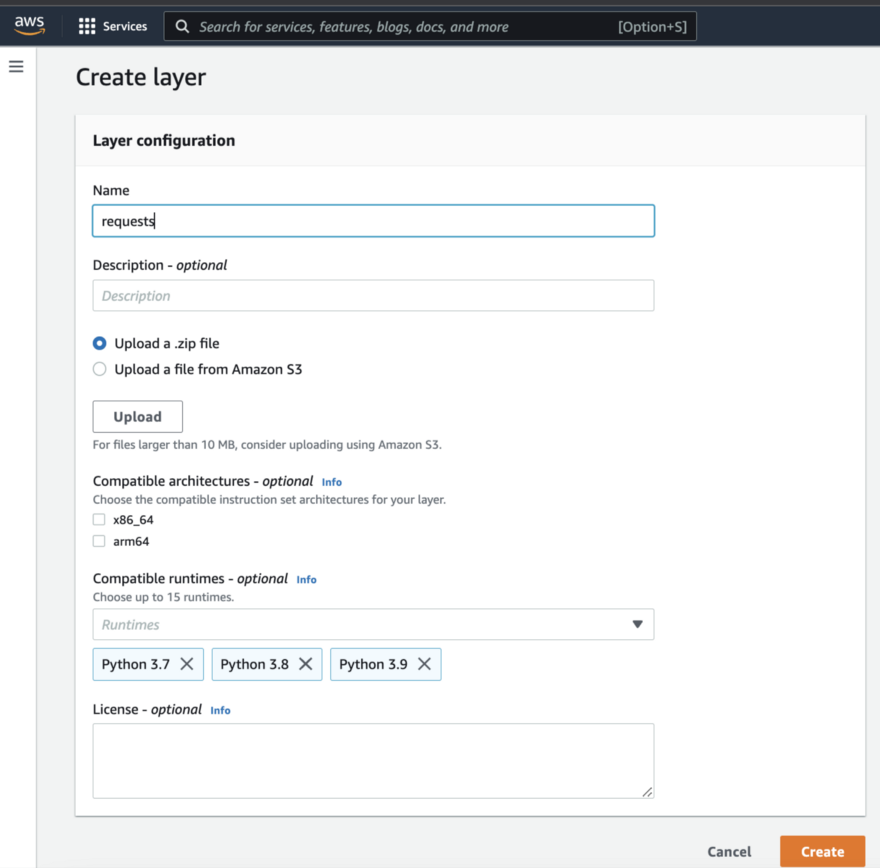 aws Services Search for services, features, blogs, docs, and more [Option+S]
Create layer
Layer configuration
Name
requests
Description - optional
Description
Upload a .zip file
Upload a file from Amazon S3
Upload
For files larger than 10 MB, consider uploading using Amazon S3.
Compatible architectures - optional Info
Choose the compatible instruction set architectures for your layer.
x86_64
arm64
Compatible runtimes - optional Info
Choose up to 15 runtimes.
Runtimes
Python 3.7 Python 3.8 Python 3.9
License - optional Info
Cancel Create